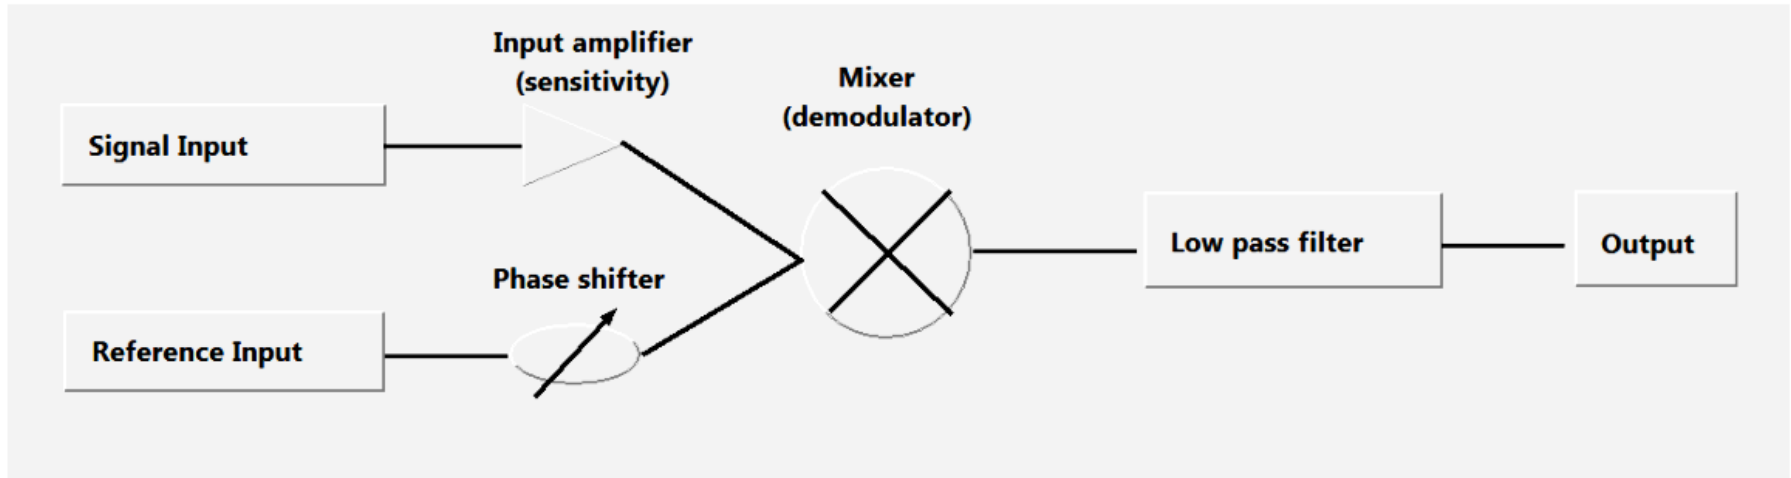 Input amplifier
(sensitivity)
Mixer
(demodulator)
Signal Input
Low pass filter
Output
Phase shifter
Reference Input